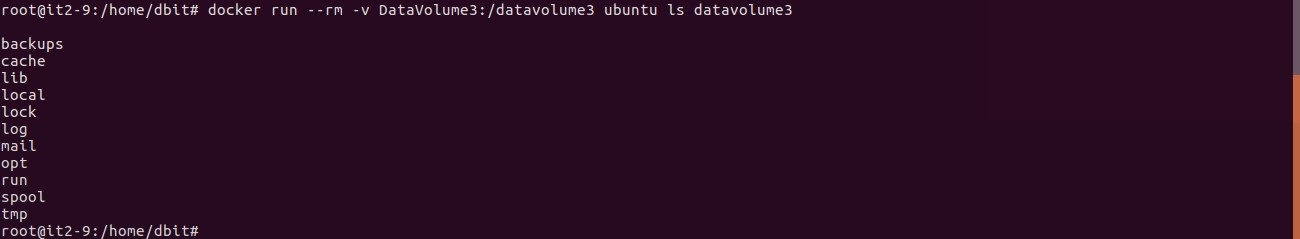 root@it2-9:/home/dbit# docker run --rm -v DataVolume3:/datavolume3 ubuntu ls datavolume3
backups
cache
lib
local
lock
log
mail
opt
run
spool
tmp
root@it2-9:/home/dbit#